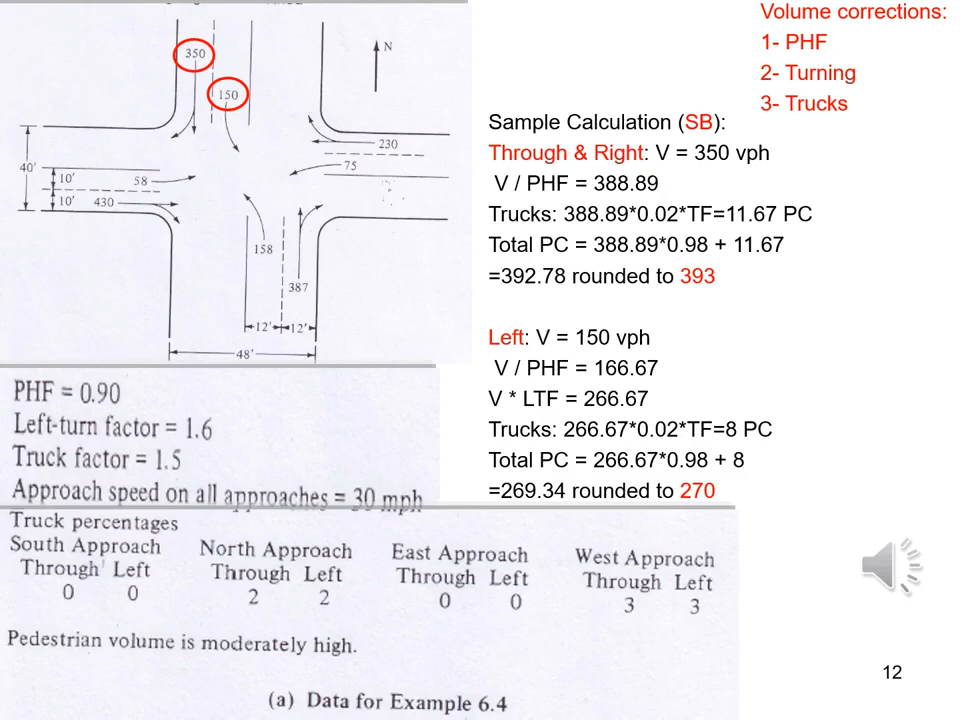 Volume corrections:
1- PHF
2- Turning
3- Trucks
350
N
150
230
75
40'
10'
58
10'
430
158
387
12'
12'
48'
Sample Calculation (SB):
Through & Right: V = 350 vph
V / PHF = 388.89
Trucks: 388.89*0.02*TF=11.67 PC
Total PC = 388.89*0.98 + 11.67
=392.78 rounded to 393
Left: V = 150 vph
V / PHF = 166.67
V * LTF = 266.67
Trucks: 266.67*0.02*TF=8 PC
Total PC = 266.67*0.98 + 8
=269.34 rounded to 270
PHF = 0.90
Left-turn factor = 1.6
Truck factor = 1.5
Approach speed on all approaches = 30 mph
Truck percentages
South Approach North Approach East Approach West Approach
Through Left Through Left Through Left Through Left
0 0 2 2 0 0 3 3
Pedestrian volume is moderately high.
(a) Data for Example 6.4
12